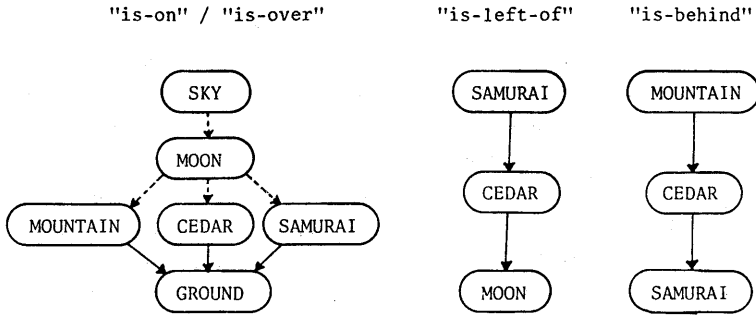 "is-on" / "is-over"
"is-left-of"
"is-behind"
SKY
MOON
MOUNTAIN
CEDAR
SAMURAI
GROUND
SAMURAI
CEDAR
MOON
MOUNTAIN
CEDAR
SAMURAI